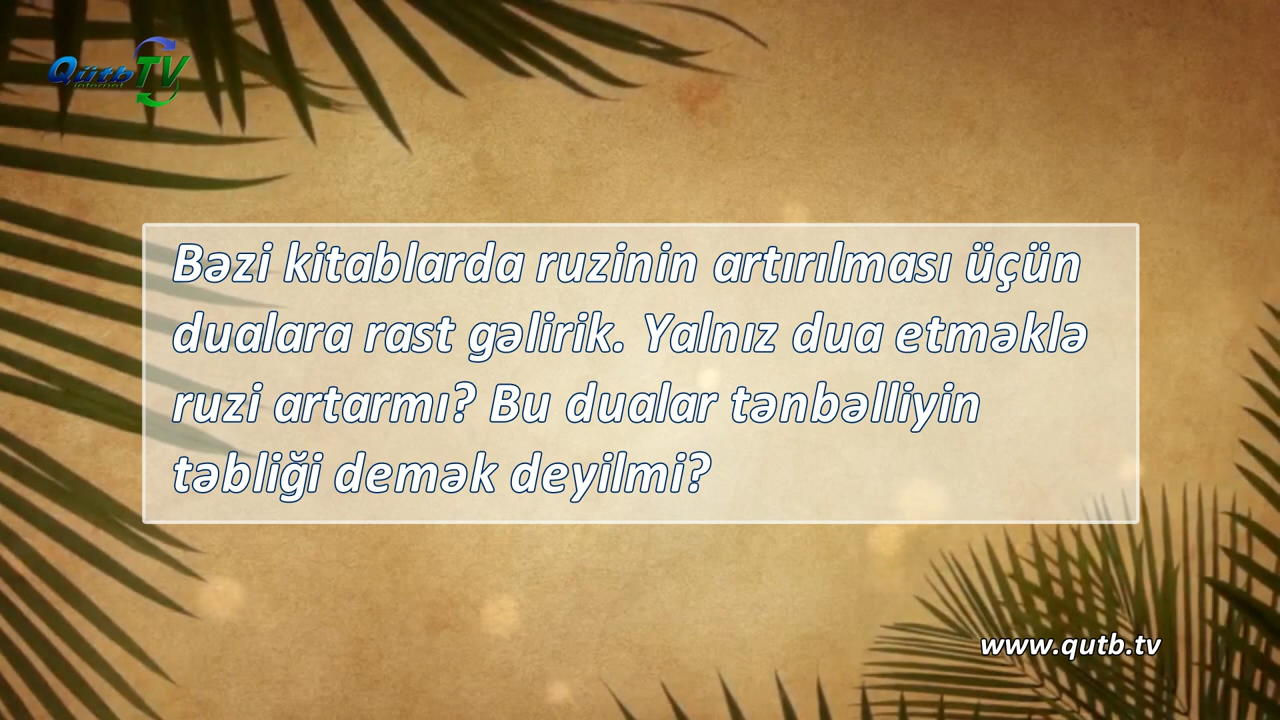 Qütb TV
internet
Bəzi kitablarda ruzinin artırılması üçün
dualara rast gəlirik. Yalnız dua etməklə
ruzi artarmı? Bu dualar tənbəlliyin
təbliği demək deyilmi?
www.qutb.tv